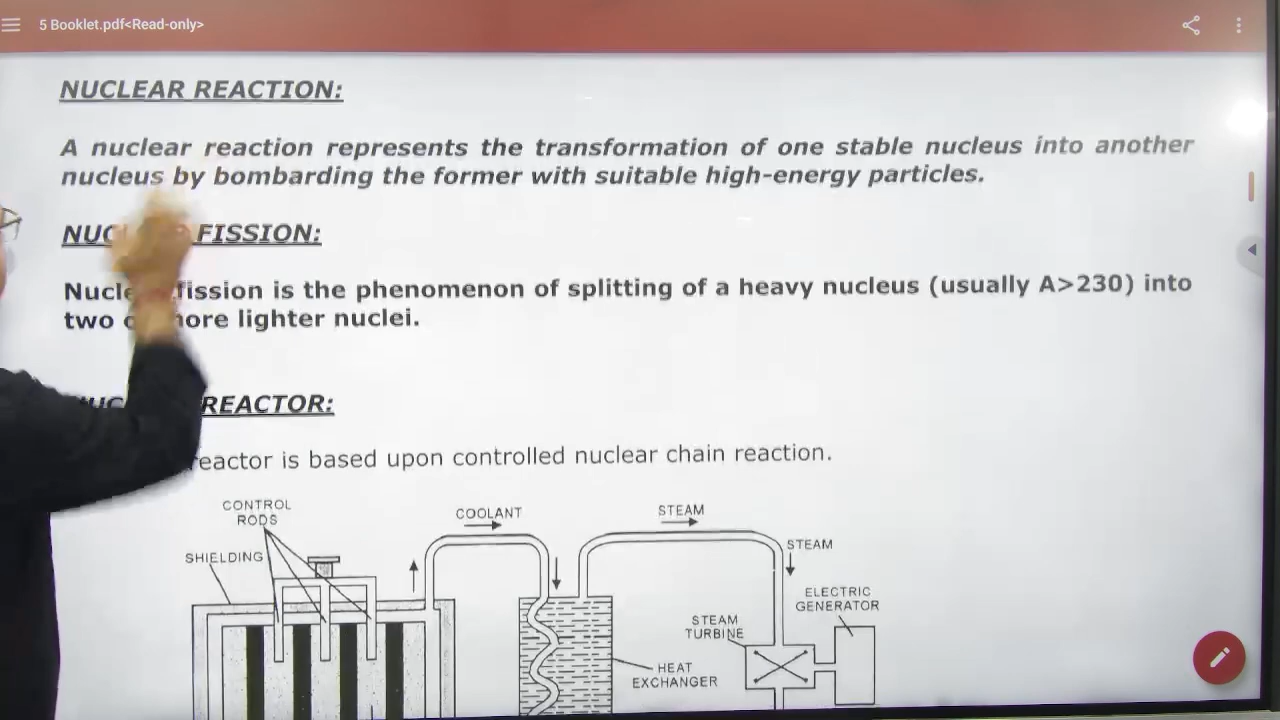 5 Booklet.pdf<Read-only>
NUCLEAR REACTION:
A nuclear reaction represents the transformation of one stable nucleus into another
nucleus by bombarding the former with suitable high-energy particles.
FISSION:
fission is the phenomenon of splitting of a heavy nucleus (usually A>230) into
two lighter nuclei.
REACTOR:
reactor is based upon controlled nuclear chain reaction.
CONTROL
RODS
SHIELDING
COOLANT
STEAM
STEAM
ELECTRIC
GENERATOR
STEAM
TURBINE
HEAT
EXCHANGER